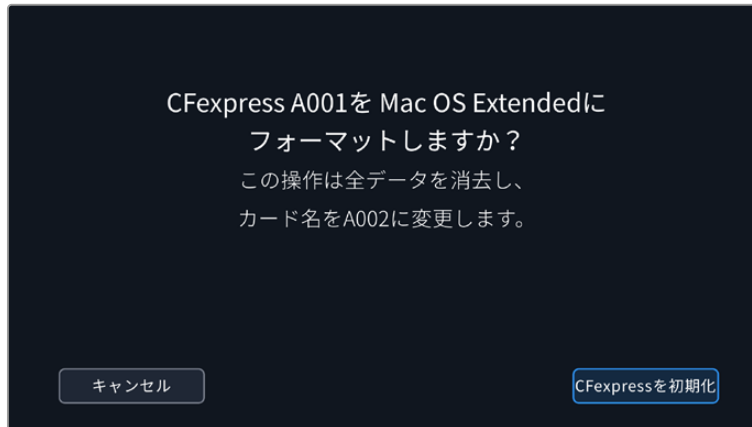 CFexpress A001を Mac OS Extendedに
フォーマットしますか？
この操作は全データを消去し、
カード名をA002に変更します。
キャンセル
CFexpressを初期化